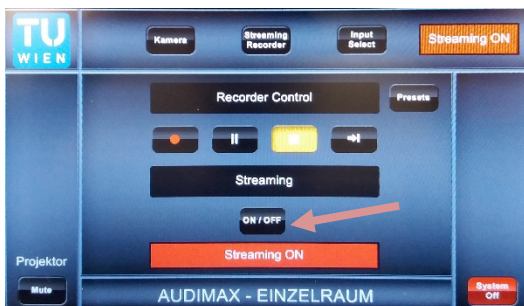 TU
WIEN
Kamera
Streaming
Recorder
Input
Select
Streaming ON
Recorder Control
Presets
Streaming
ON / OFF
Streaming ON
Projektor
Mute
AUDIMAX - EINZELRAUM
System
Off